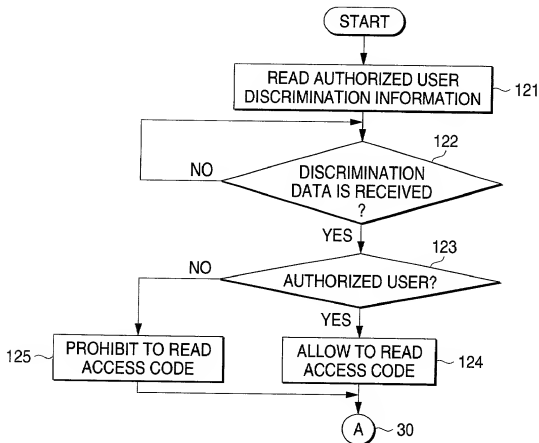 START
READ AUTHORIZED USER
DISCRIMINATION INFORMATION
121
122
NO
DISCRIMINATION
DATA IS RECEIVED
?
YES
123
NO
AUTHORIZED USER?
YES
125
PROHIBIT TO READ
ACCESS CODE
ALLOW TO READ
ACCESS CODE
124
A
30